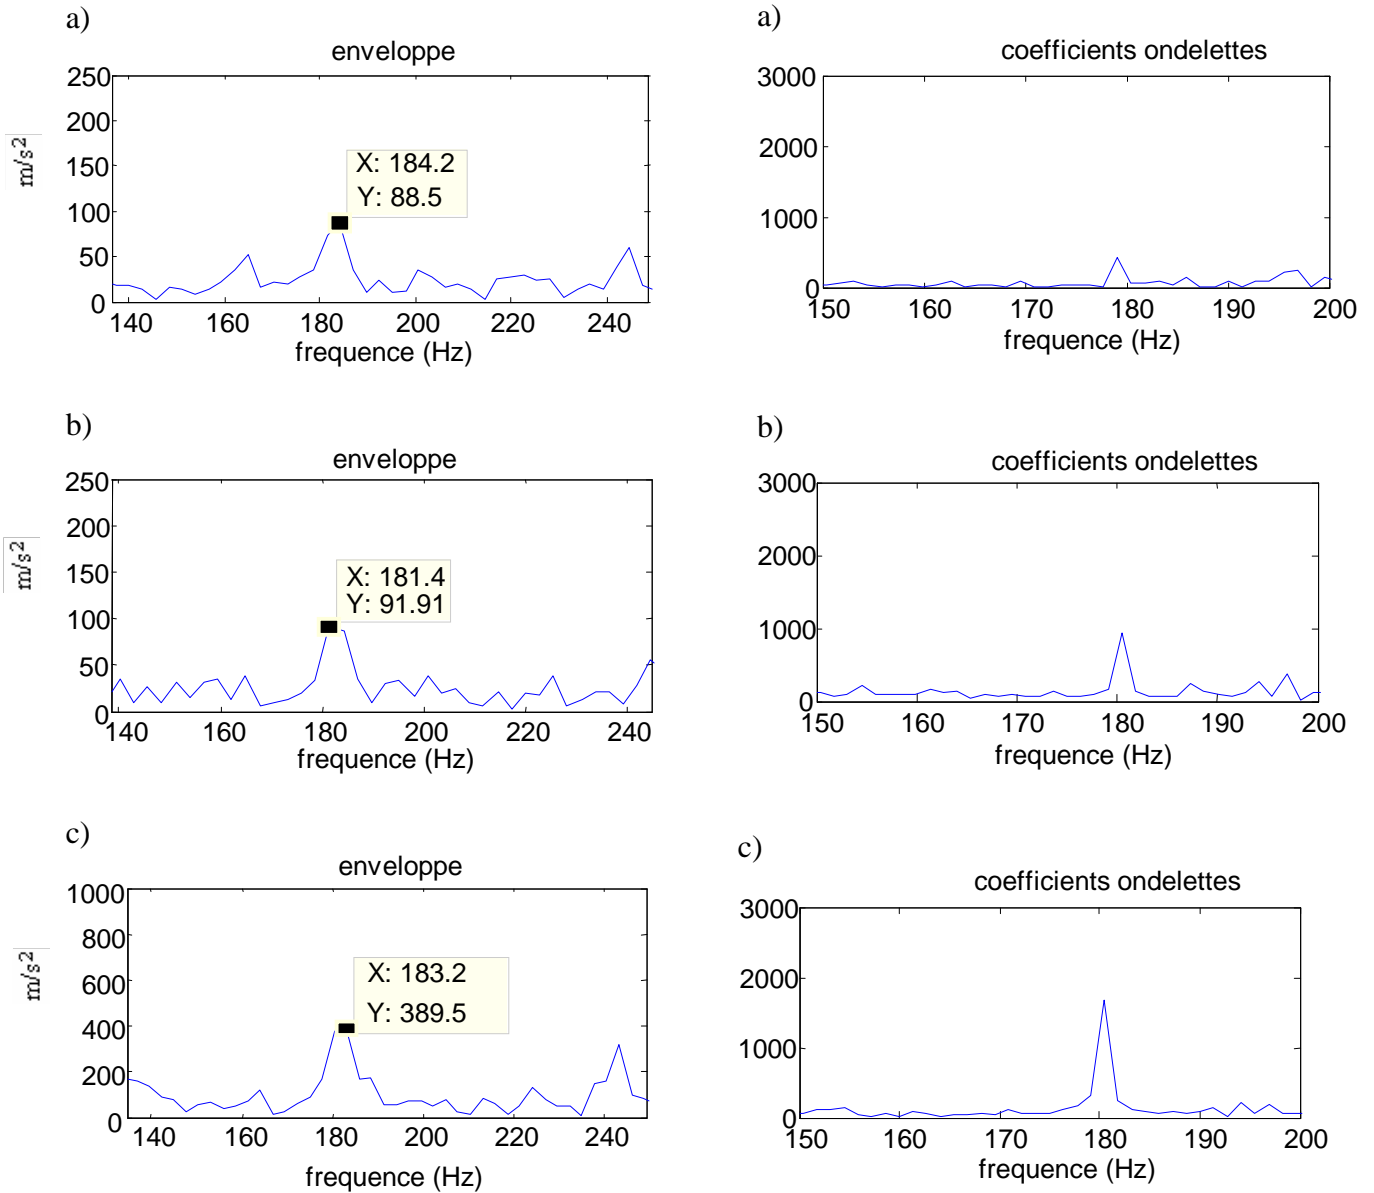 a)
enveloppe
250
200
150
100
50
0
m/s²
X: 184.2
Y: 88.5
140 160 180 200 220 240
frequence (Hz)
a)
coefficients ondelettes
3000
2000
1000
0
150 160 170 180 190 200
frequence (Hz)
b)
enveloppe
250
200
150
100
50
0
m/s²
X: 181.4
Y: 91.91
140 160 180 200 220 240
frequence (Hz)
b)
coefficients ondelettes
3000
2000
1000
0
150 160 170 180 190 200
frequence (Hz)
c)
enveloppe
1000
800
600
400
200
0
m/s²
X: 183.2
Y: 389.5
140 160 180 200 220 240
frequence (Hz)
c)
coefficients ondelettes
3000
2000
1000
0
150 160 170 180 190 200
frequence (Hz)